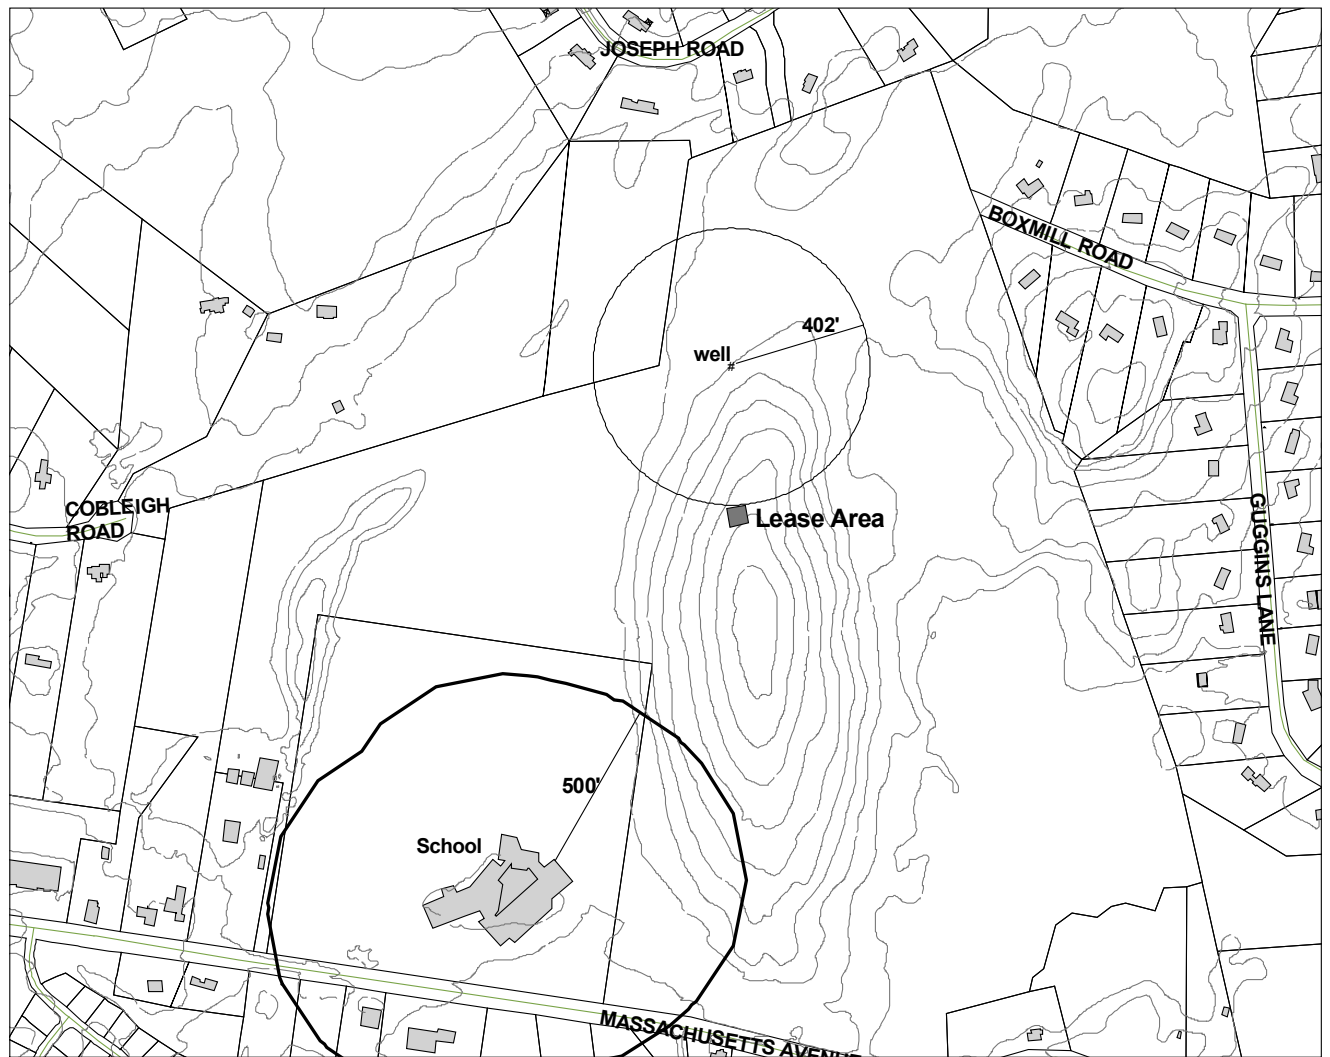 JOSEPH ROAD
BOXMILL ROAD
402'
well
#
COBLEIGH
ROAD
Lease Area
GUGGINS LANE
500'
School
MASSACHUSETTS AVENUE